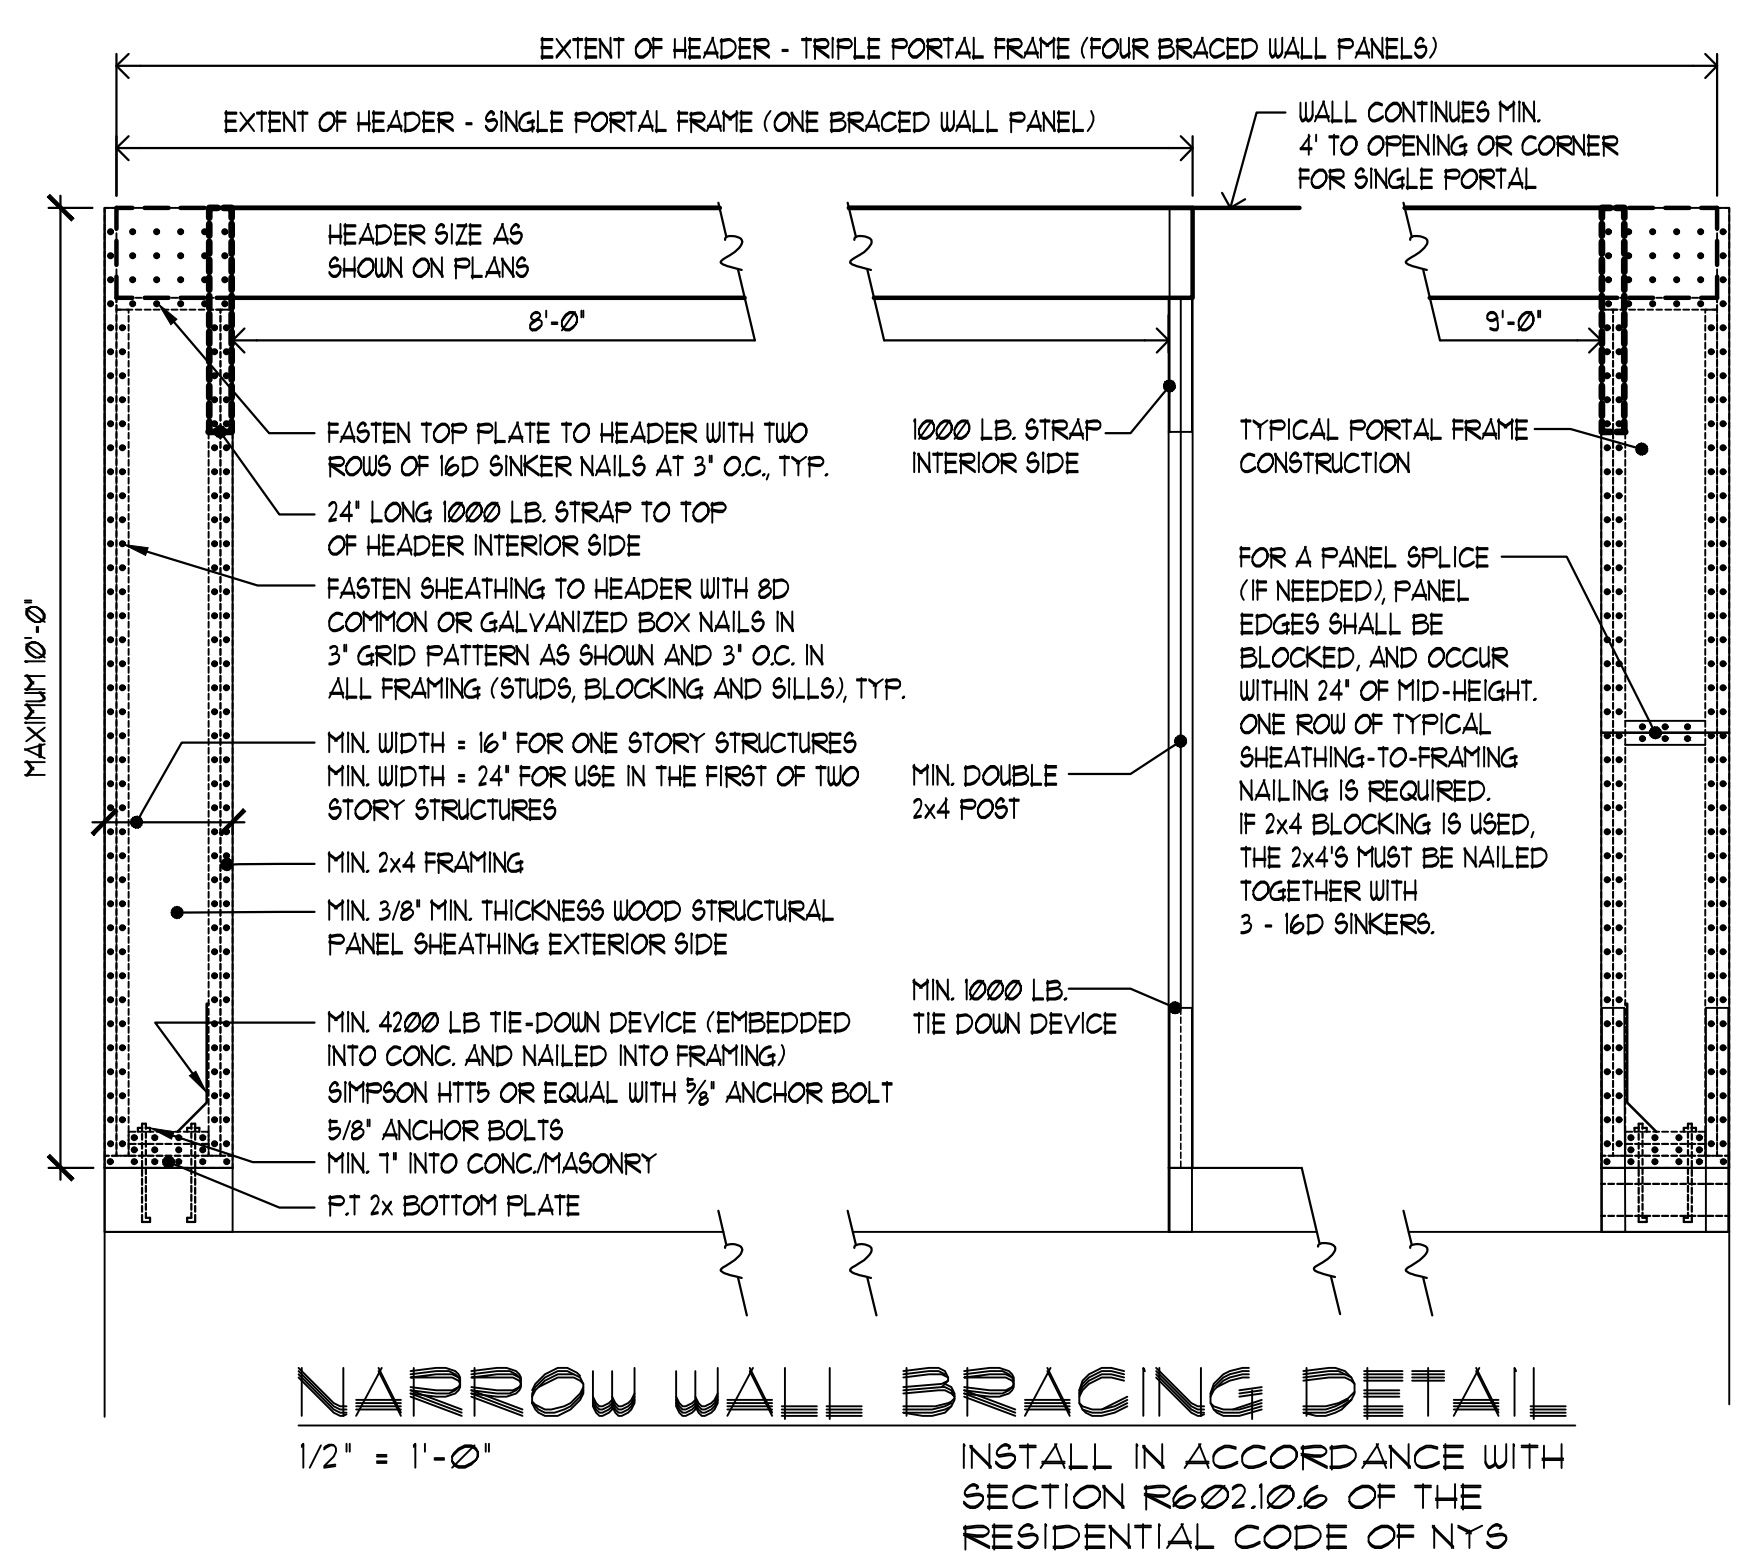 EXTENT OF HEADER - TRIPLE PORTAL FRAME (FOUR BRACED WALL PANELS)
EXTENT OF HEADER - SINGLE PORTAL FRAME (ONE BRACED WALL PANEL)
WALL CONTINUES MIN.
4' TO OPENING OR CORNER
FOR SINGLE PORTAL
HEADER SIZE AS
SHOWN ON PLANS
8'-0"
9'-0"
MAXIMUM 10'-0"
FASTEN TOP PLATE TO HEADER WITH TWO
ROWS OF 16D SINKER NAILS AT 3" O.C., TYP.
24" LONG 1000 LB. STRAP TO TOP
OF HEADER INTERIOR SIDE
FASTEN SHEATHING TO HEADER WITH 8D
COMMON OR GALVANIZED BOX NAILS IN
3" GRID PATTERN AS SHOWN AND 3" O.C. IN
ALL FRAMING (STUDS, BLOCKING AND SILLS), TYP.
MIN. WIDTH = 16" FOR ONE STORY STRUCTURES
MIN. WIDTH = 24" FOR USE IN THE FIRST OF TWO
STORY STRUCTURES
MIN. 2x4 FRAMING
MIN. 3/8" MIN. THICKNESS WOOD STRUCTURAL
PANEL SHEATHING EXTERIOR SIDE
MIN. 4200 LB TIE-DOWN DEVICE (EMBEDDED
INTO CONC. AND NAILED INTO FRAMING)
SIMPSON HTT5 OR EQUAL WITH 5/8" ANCHOR BOLT
5/8" ANCHOR BOLTS
MIN. 7" INTO CONC./MASONRY
P.T 2x BOTTOM PLATE
1000 LB. STRAP
INTERIOR SIDE
MIN. DOUBLE
2x4 POST
MIN. 1000 LB.
TIE DOWN DEVICE
TYPICAL PORTAL FRAME
CONSTRUCTION
FOR A PANEL SPLICE
(IF NEEDED), PANEL
EDGES SHALL BE
BLOCKED, AND OCCUR
WITHIN 24" OF MID-HEIGHT.
ONE ROW OF TYPICAL
SHEATHING-TO-FRAMING
NAILING IS REQUIRED.
IF 2x4 BLOCKING IS USED,
THE 2x4'S MUST BE NAILED
TOGETHER WITH
3 - 16D SINKERS.
NARROW WALL BRACING DETAIL
1/2" = 1'-0"
INSTALL IN ACCORDANCE WITH
SECTION R602.10.6 OF THE
RESIDENTIAL CODE OF NYS